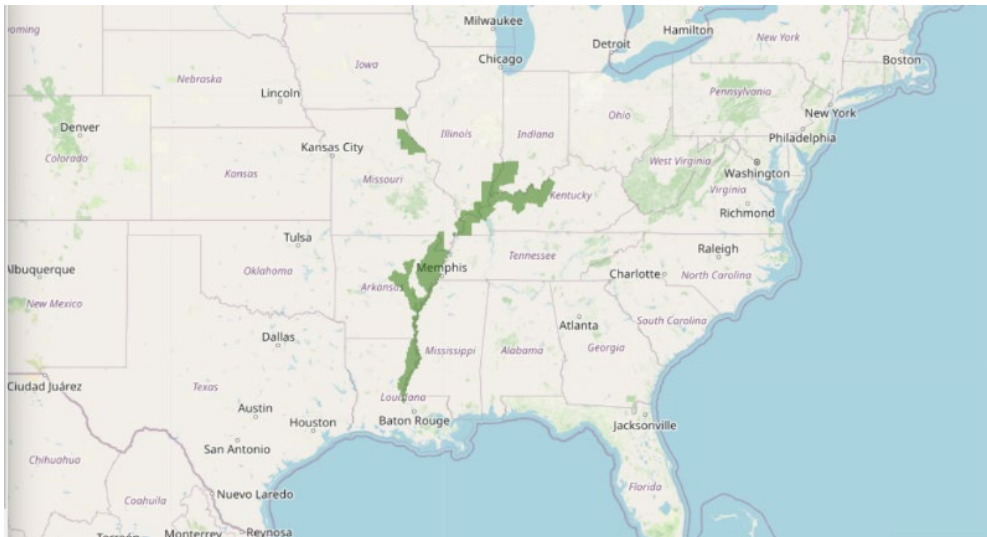 Milwaukee
Hamilton
yoming
New York
Detroit
Boston
Chicago
Iowa
Nebraska
Lincoln
Pennsylvania
New York
Denver
Illinois
Indiana
Ohio
Philadelphia
Kansas City
Colorado
West Virginia
Washington
Kansas
Missouri
Kentucky
Virginia
Richmond
Tulsa
Raleigh
Albuquerque
Oklahoma
Memphis
Tennessee
Charlotte
North Carolina
Arkansas
New Mexico
South Carolina
Atlanta
Dallas
Mississippi
Alabama
Georgia
Ciudad Juárez
Texas
Louisiana
Austin
Baton Rouge
Houston
Jacksonville
San Antonio
Chihuahua
Florida
Nuevo Laredo
Coahuila
Monterrey
Reynosa